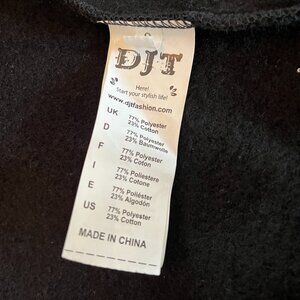 DJT
Here!
Start your stylish life!
www.djtfashion.com
UK 77% Polyester
23% Cotton
D 77% Polyester
23% Baumwolle
F 77% Polyester
23% Coton
I 77% Poliestere
23% Cotone
E 77% Poliéster
23% Algodón
US 77% Polyester
23% Cotton
MADE IN CHINA